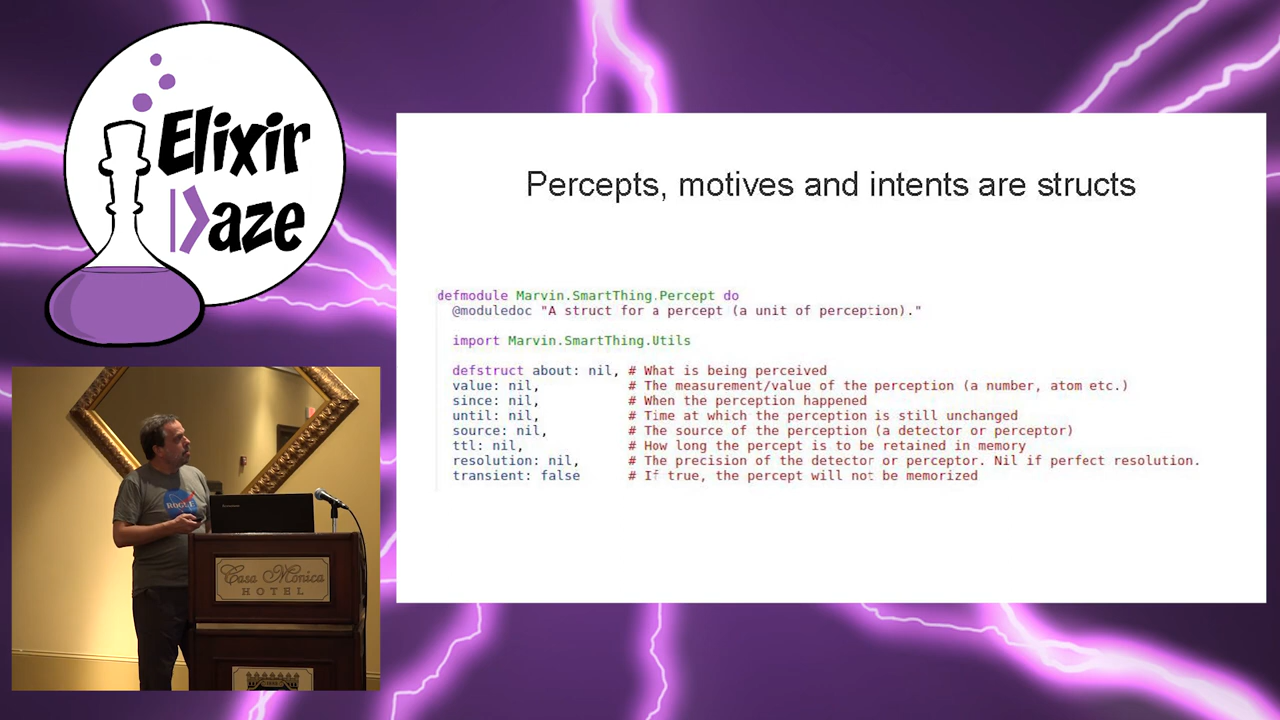 Elixir
Daze
Percepts, motives and intents are structs
defmodule Marvin.SmartThing.Percept do
@moduledoc "A struct for a percept (a unit of perception)."
import Marvin.SmartThing.Utils
defstruct about: nil, # What is being perceived
value: nil, # The measurement/value of the perception (a number, atom etc.)
since: nil, # When the perception happened
until: nil, # Time at which the perception is still unchanged
source: nil, # The source of the perception (a detector or perceptor)
ttl: nil, # How long the percept is to be retained in memory
resolution: nil, # The precision of the detector or perceptor. Nil if perfect resolution.
transient: false # If true, the percept will not be memorized
ROGUE
Casa Monica
HOTEL